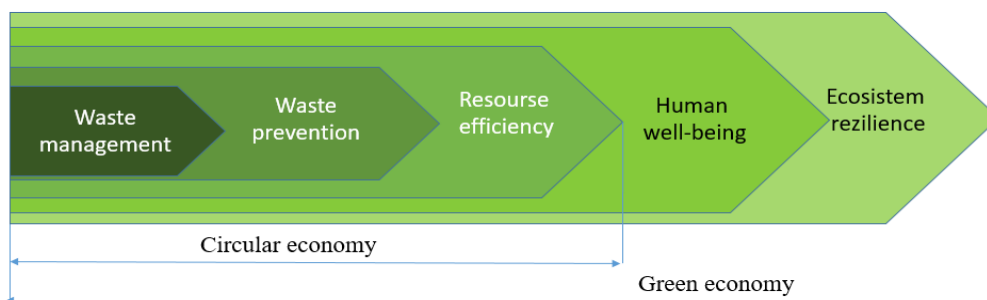 Waste
management
Waste
prevention
Resourse
efficiency
Human
well-being
Ecosistem
rezilience
Circular economy
Green economy